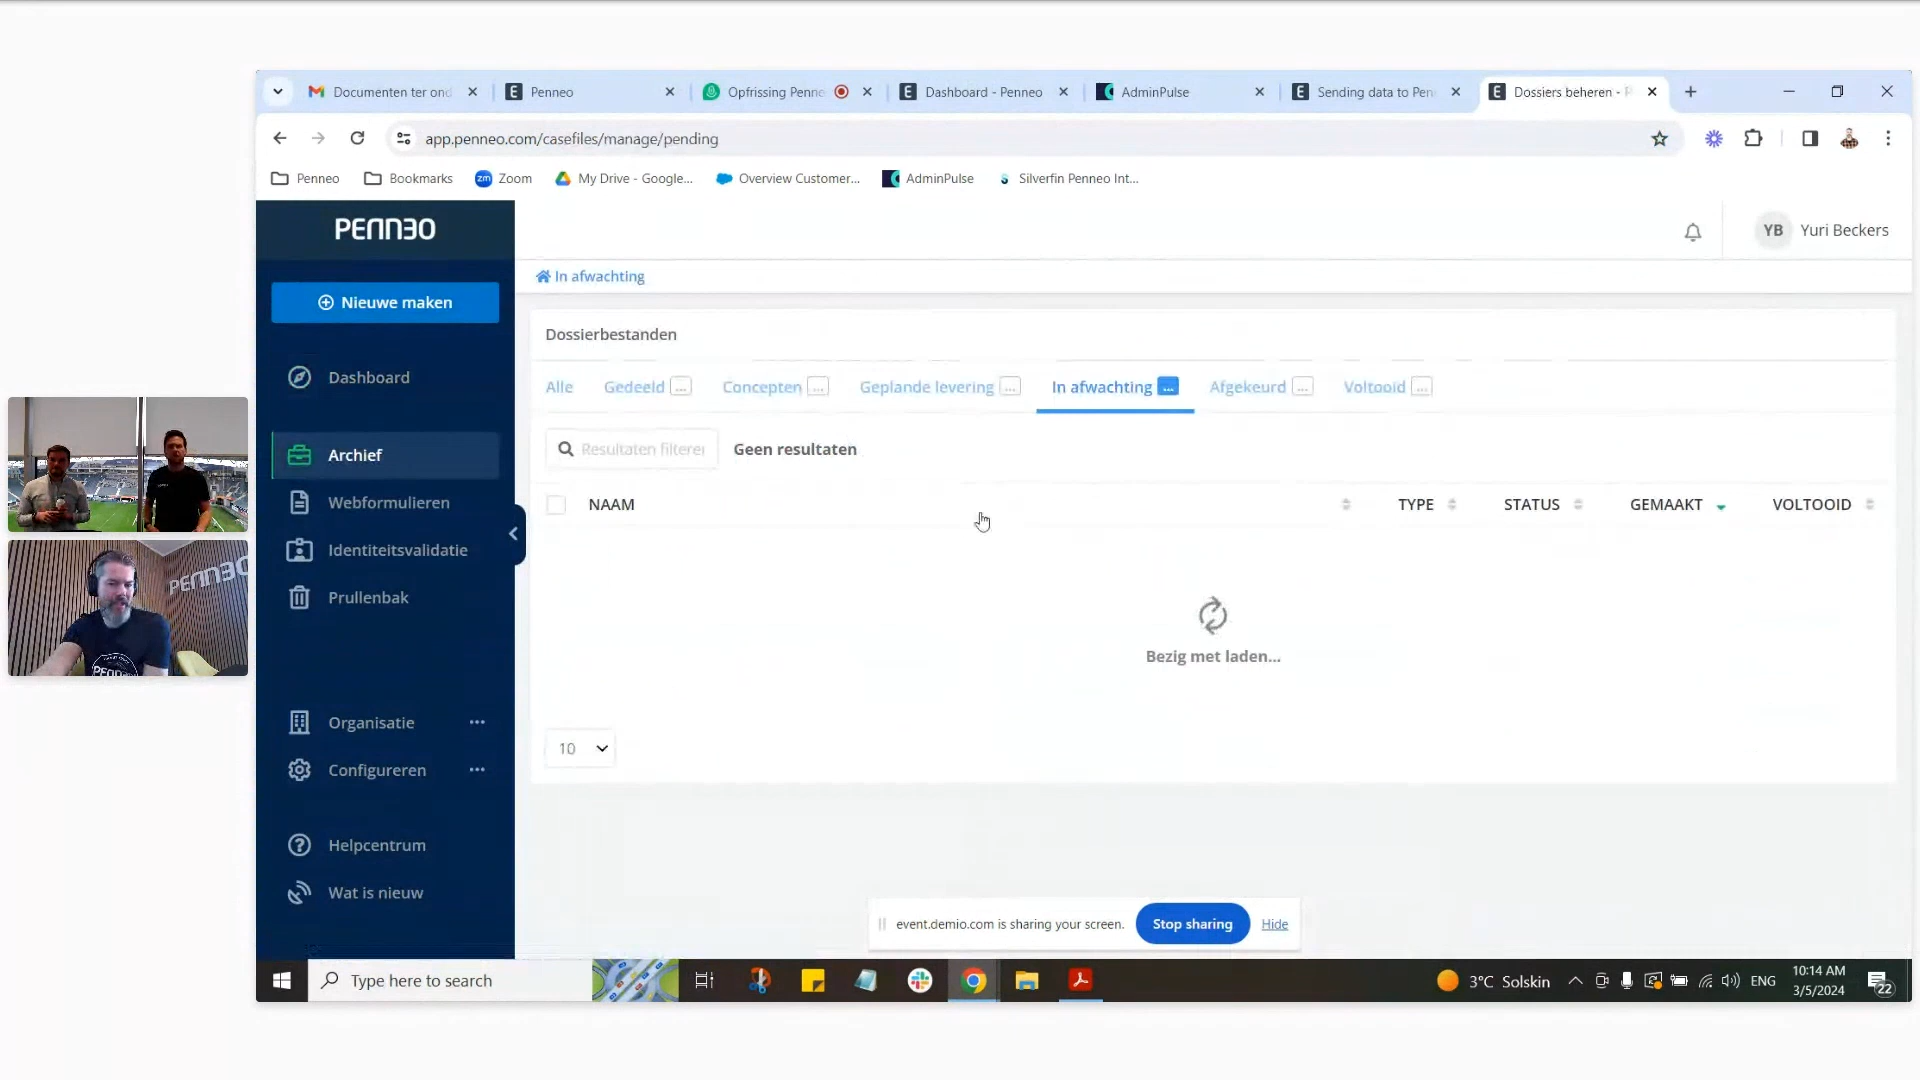 Documenten ter ond
Penneo
Opfrissing Penne
Dashboard - Penneo
AdminPulse
Sending data to Pen
Dossiers beheren - P
app.penneo.com/casefiles/manage/pending
Penneo
Bookmarks
zm Zoom
My Drive - Google...
Overview Customer...
AdminPulse
Silverfin Penneo Int...
PENNEO
YB Yuri Beckers
Nieuwe maken
In afwachting
Dossierbestanden
Dashboard
Alle
Gedeeld ...
Concepten ...
Geplande levering ...
In afwachting ...
Afgekeurd ...
Voltooid ...
Archief
Resultaten filteren
Geen resultaten
Webformulieren
NAAM
TYPE
STATUS
GEMAAKT
VOLTOOID
Identiteitsvalidatie
PENNEO
Prullenbak
Bezig met laden...
Organisatie ...
10
Configureren ...
Helpcentrum
Wat is nieuw
event.demio.com is sharing your screen.
Stop sharing
Hide
Type here to search
3°C Solskin
ENG
10:14 AM
3/5/2024
22